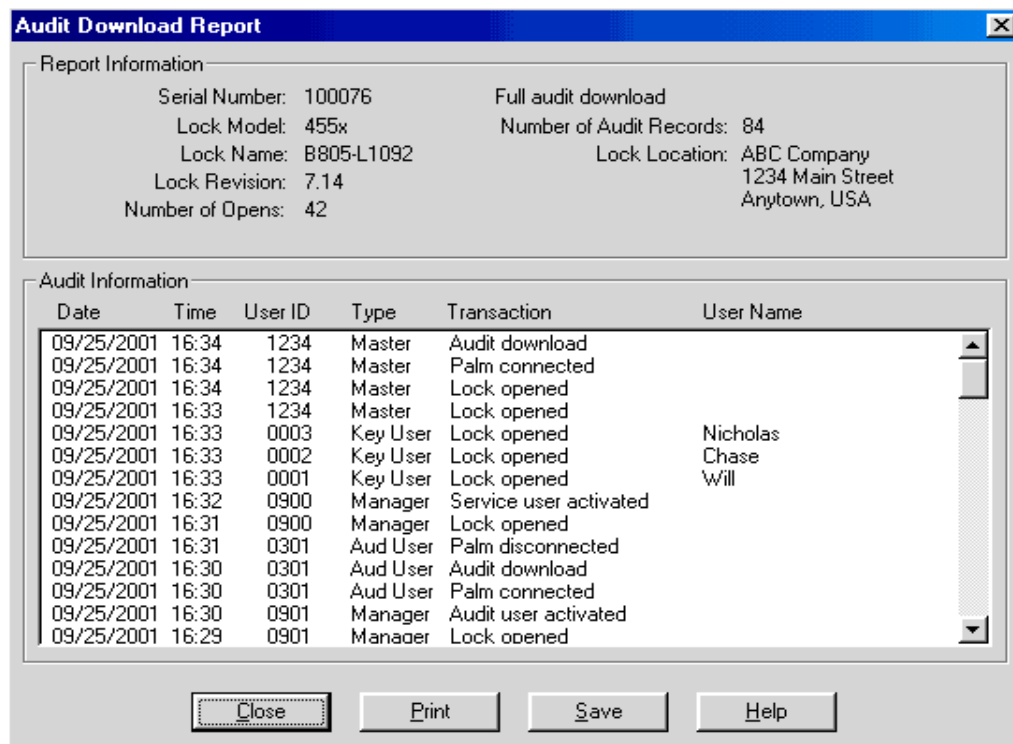 Audit Download Report
Report Information
Serial Number: 100076 Full audit download
Lock Model: 455x Number of Audit Records: 84
Lock Name: B805-L1092 Lock Location: ABC Company
1234 Main Street
Lock Revision: 7.14
Anytown, USA
Number of Opens: 42
Audit Information
Date Time User ID Type Transaction User Name
09/25/2001 16:34 1234 Master Audit download
09/25/2001 16:34 1234 Master Palm connected
09/25/2001 16:34 1234 Master Lock opened
09/25/2001 16:33 1234 Master Lock opened
09/25/2001 16:33 0003 Key User Lock opened Nicholas
09/25/2001 16:33 0002 Key User Lock opened Chase
09/25/2001 16:33 0001 Key User Lock opened Will
09/25/2001 16:32 0900 Manager Service user activated
09/25/2001 16:31 0900 Manager Lock opened
09/25/2001 16:31 0301 Aud User Palm disconnected
09/25/2001 16:30 0301 Aud User Audit download
09/25/2001 16:30 0301 Aud User Palm connected
09/25/2001 16:30 0901 Manager Audit user activated
09/25/2001 16:29 0901 Manager Lock opened
Close Print Save Help